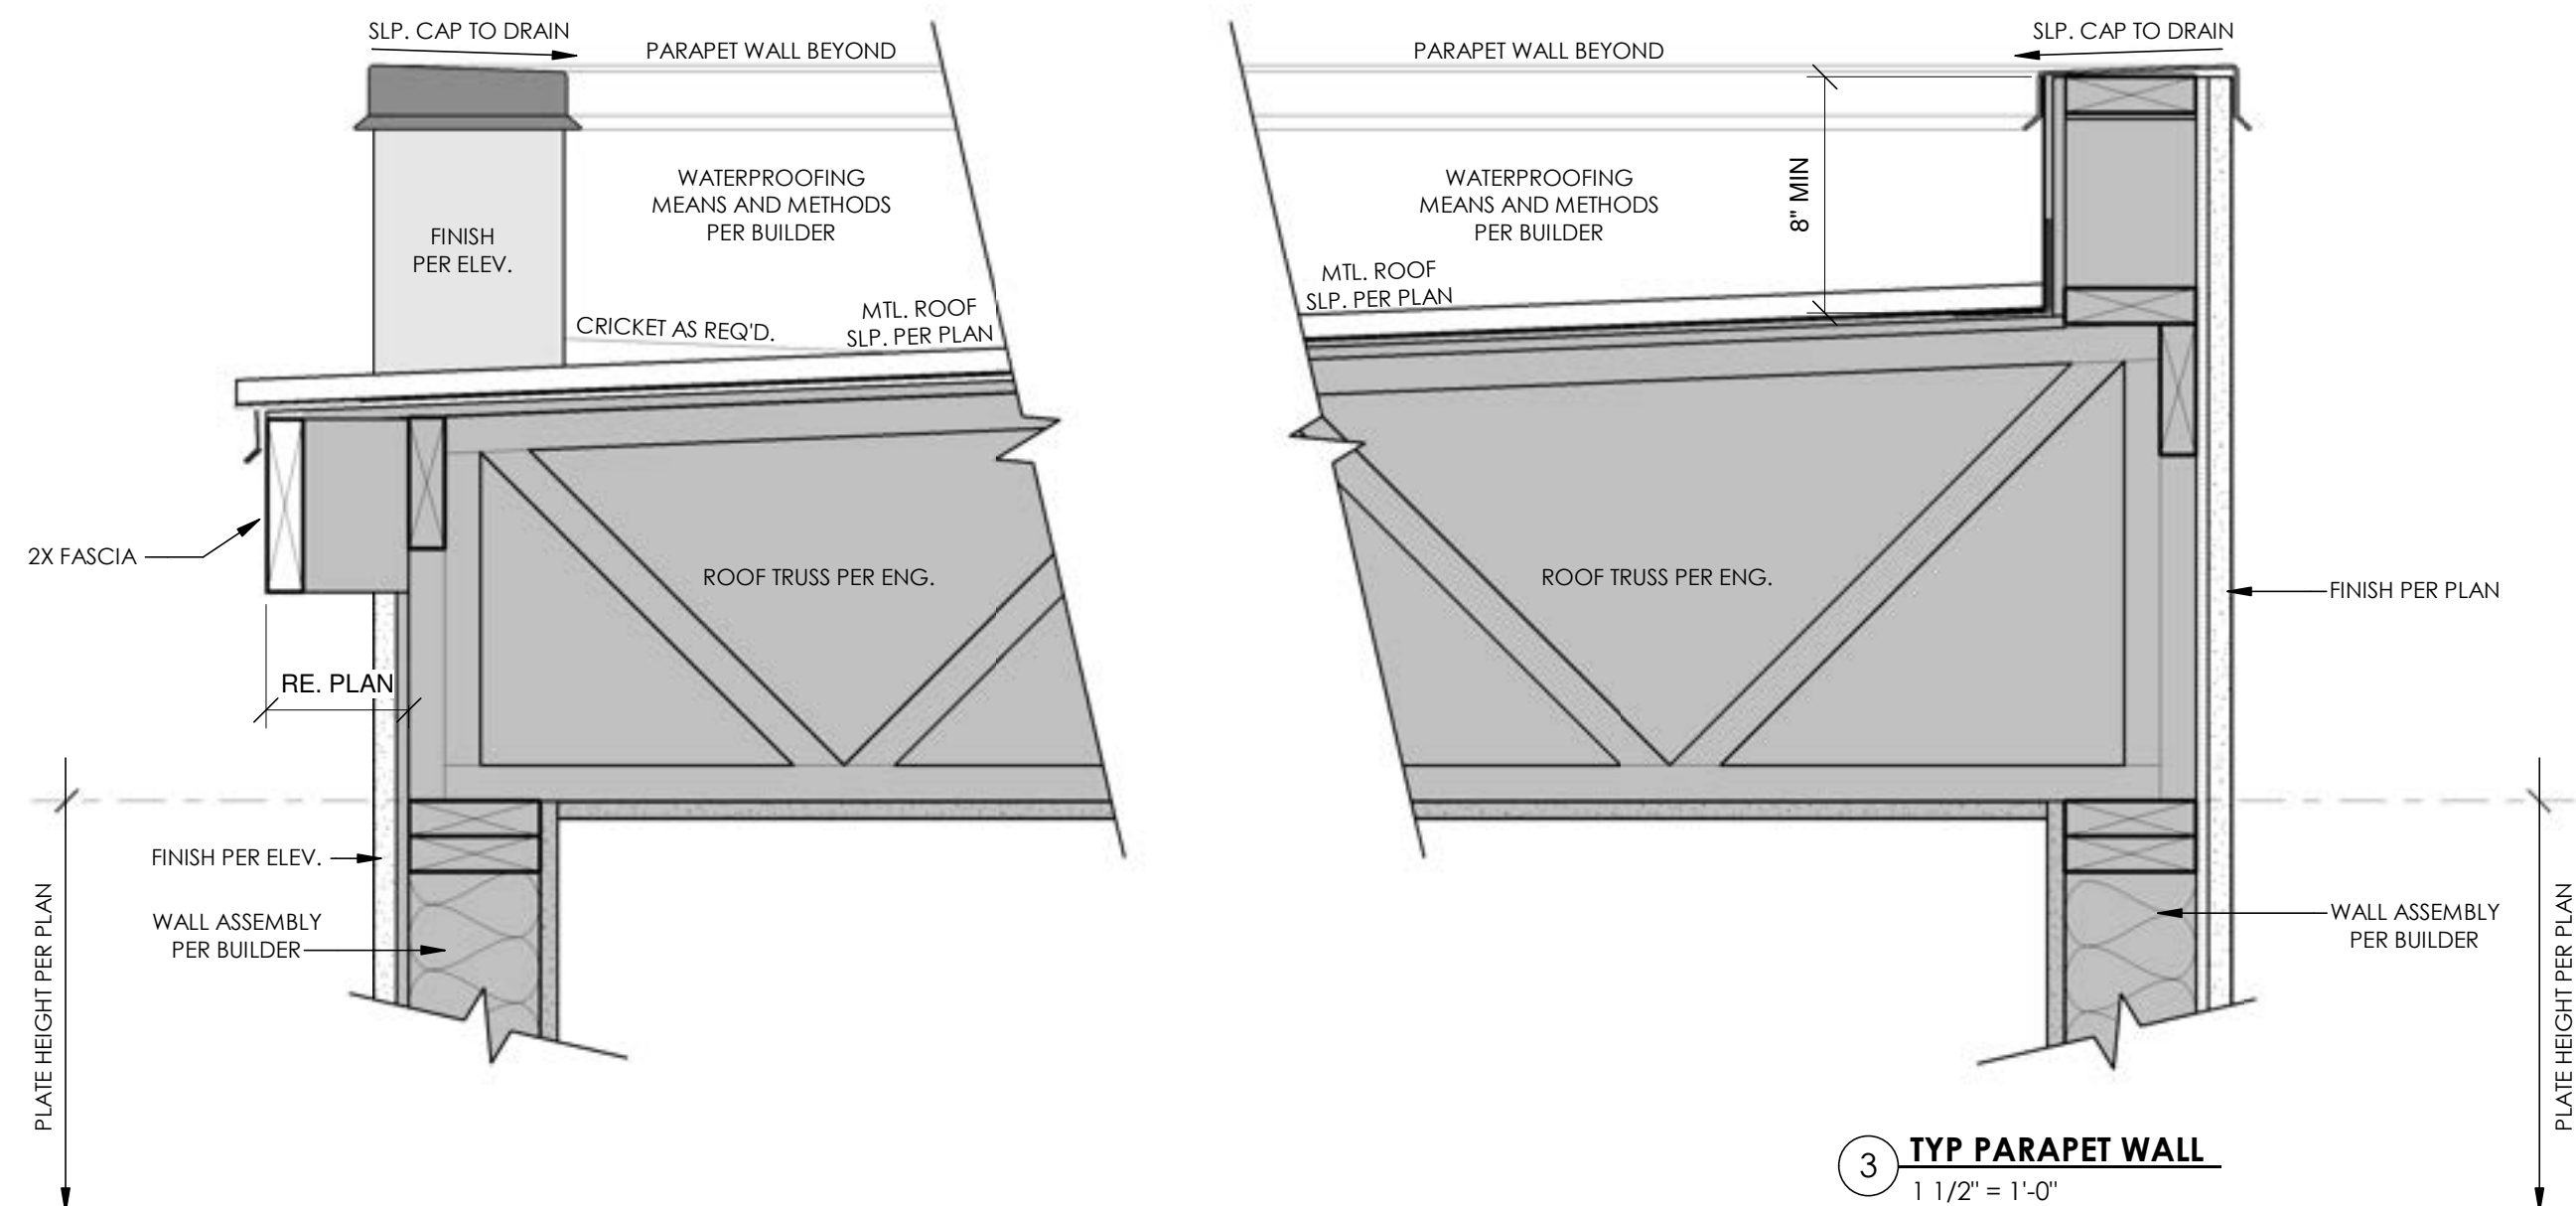 SLP. CAP TO DRAIN
PARAPET WALL BEYOND
PARAPET WALL BEYOND
SLP. CAP TO DRAIN
WATERPROOFING
MEANS AND METHODS
PER BUILDER
WATERPROOFING
MEANS AND METHODS
PER BUILDER
8" MIN
FINISH
PER ELEV.
MTL. ROOF
SLP. PER PLAN
CRICKET AS REQ'D.
MTL. ROOF
SLP. PER PLAN
2X FASCIA
ROOF TRUSS PER ENG.
ROOF TRUSS PER ENG.
FINISH PER PLAN
RE. PLAN
FINISH PER ELEV.
WALL ASSEMBLY
PER BUILDER
WALL ASSEMBLY
PER BUILDER
PLATE HEIGHT PER PLAN
PLATE HEIGHT PER PLAN
3 TYP PARAPET WALL
1 1/2" = 1'-0"